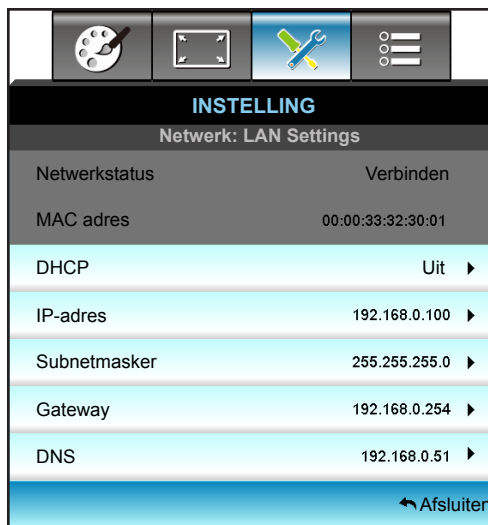 INSTELLING
Netwerk: LAN Settings
Netwerkstatus Verbinden
MAC adres 00:00:33:32:30:01
DHCP Uit
IP-adres 192.168.0.100
Subnetmasker 255.255.255.0
Gateway 192.168.0.254
DNS 192.168.0.51
Afsluiten